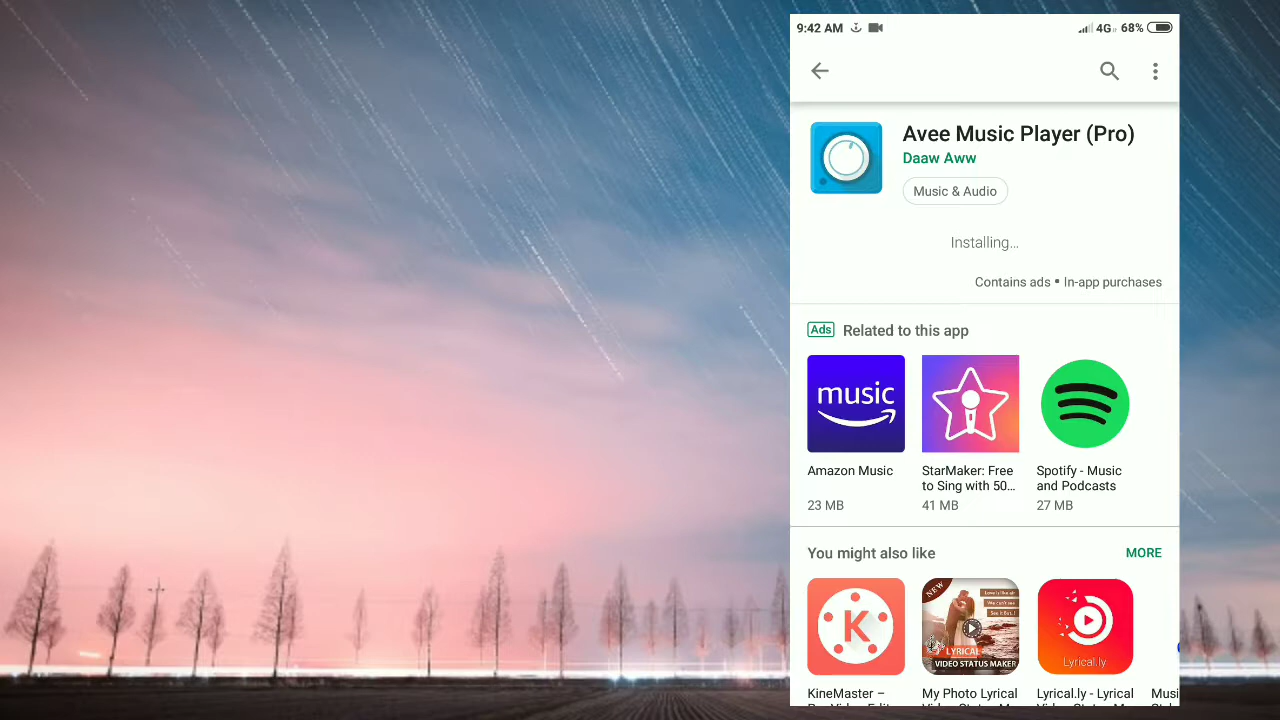 9:42 AM
4G
68%
Avee Music Player (Pro)
Daaw Aww
Music & Audio
Installing...
Contains ads • In-app purchases
Ads Related to this app
music
Amazon Music
23 MB
StarMaker: Free
to Sing with 50...
41 MB
Spotify - Music
and Podcasts
27 MB
You might also like
MORE
K
NEW
LYRICAL
VIDEO STATUS MAKER
Lyrical.ly
KineMaster –
My Photo Lyrical
Lyrical.ly - Lyrical